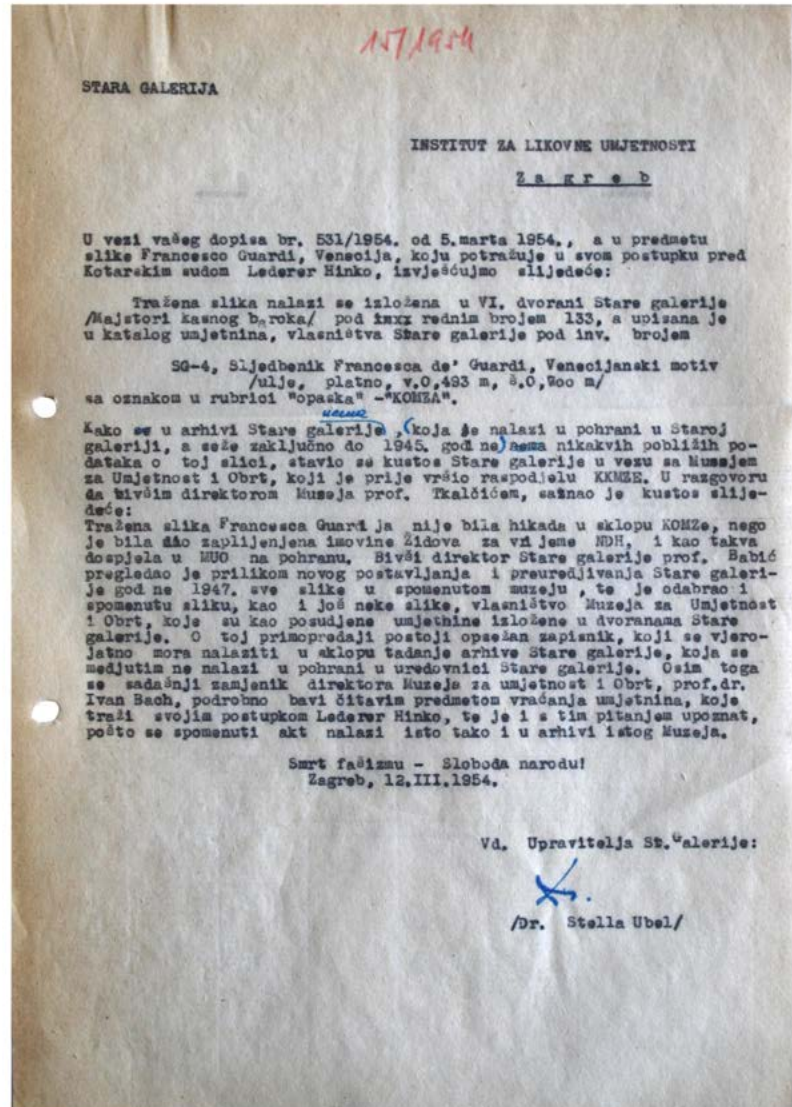 15/1954
STARA GALERIJA
INSTITUT ZA LIKOVNE UMJETNOSTI
Z a g r e b
U vezi vašeg dopisa br. 531/1954. od 5.marta 1954., a u predmetu
slike Francesco Guardi, Venecija, koju potražuje u svom postupku pred
Kotarskim sudom Lederer Hinko, izvješćujmo slijedeće:
Tražena slika nalazi se izložena u VI. dvorani Stare galerije
/Majstori kasnog baroka/ pod rednim brojem 133, a upisana je
u katalog umjetnina, vlasništva Stare galerije pod inv. brojem
SG-4, Sljedbenik Francesca de' Guardi, Venecijanski motiv
/ulje, platno, v.0,493 m, š.0,700 m/
sa oznakom u rubrici "opaska" -"KOMZA".
nema
Kako se u arhivi Stare galerije, (koja se nalazi u pohrani u Staroj
galeriji, a seže zaključno do 1945. god ne) nema nikakvih pobližih po-
dataka o toj slici, stavio se kustos Stare galerije u vezu sa Muzejem
za Umjetnost i Obrt, koji je prije vršio raspodjelu KKMZE. U razgovoru
da bivšim direktorom Muzeja prof. Tkalčićem, saznao je kustos slije-
deće:
Tražena slika Francesca Guardi ja nije bila hikada u sklopu KOMZe, nego
je bila dio zaplijenjena imovine Židova za vri jeme NDH, i kao takva
dospjela u MUO na pohranu. Bivši direktor Stare galerije prof. Babić
pregledao je prilikom novog postavljanja i preuredjivanja Stare galeri-
je god ne 1947. sve slike u spomenutom muzeju , te je odabrao i
spomenutu sliku, kao i još neke slike, vlasništvo Muzeja za Umjetnost
i Obrt, koje su kao posudjene umjethine izložene u dvoranama Stare
galerije. O toj primopredaji postoji opsežan zapisnik, koji se vjero-
jatno mora nalaziti u sklopu tadanje arhive Stare galerije, koja se
medjutim ne nalazi u pohrani u uredovnici Stare galerije. Osim toga
se sadašnji zamjenik direktora Muzeja za umjetnost i Obrt, prof.dr.
Ivan Bach, podrobno bavi čitavim predmetom vraćanja umjetnina, koje
traži svojim postupkom Lederer Hinko, te je i s tim pitanjem upoznat,
pošto se spomenuti akt nalazi isto tako i u arhivi istog Muzeja.
Smrt fašizmu - Sloboda narodu!
Zagreb, 12.III.1954.
Vd. Upravitelja St.Galerije:
/Dr. Stella Ubel/